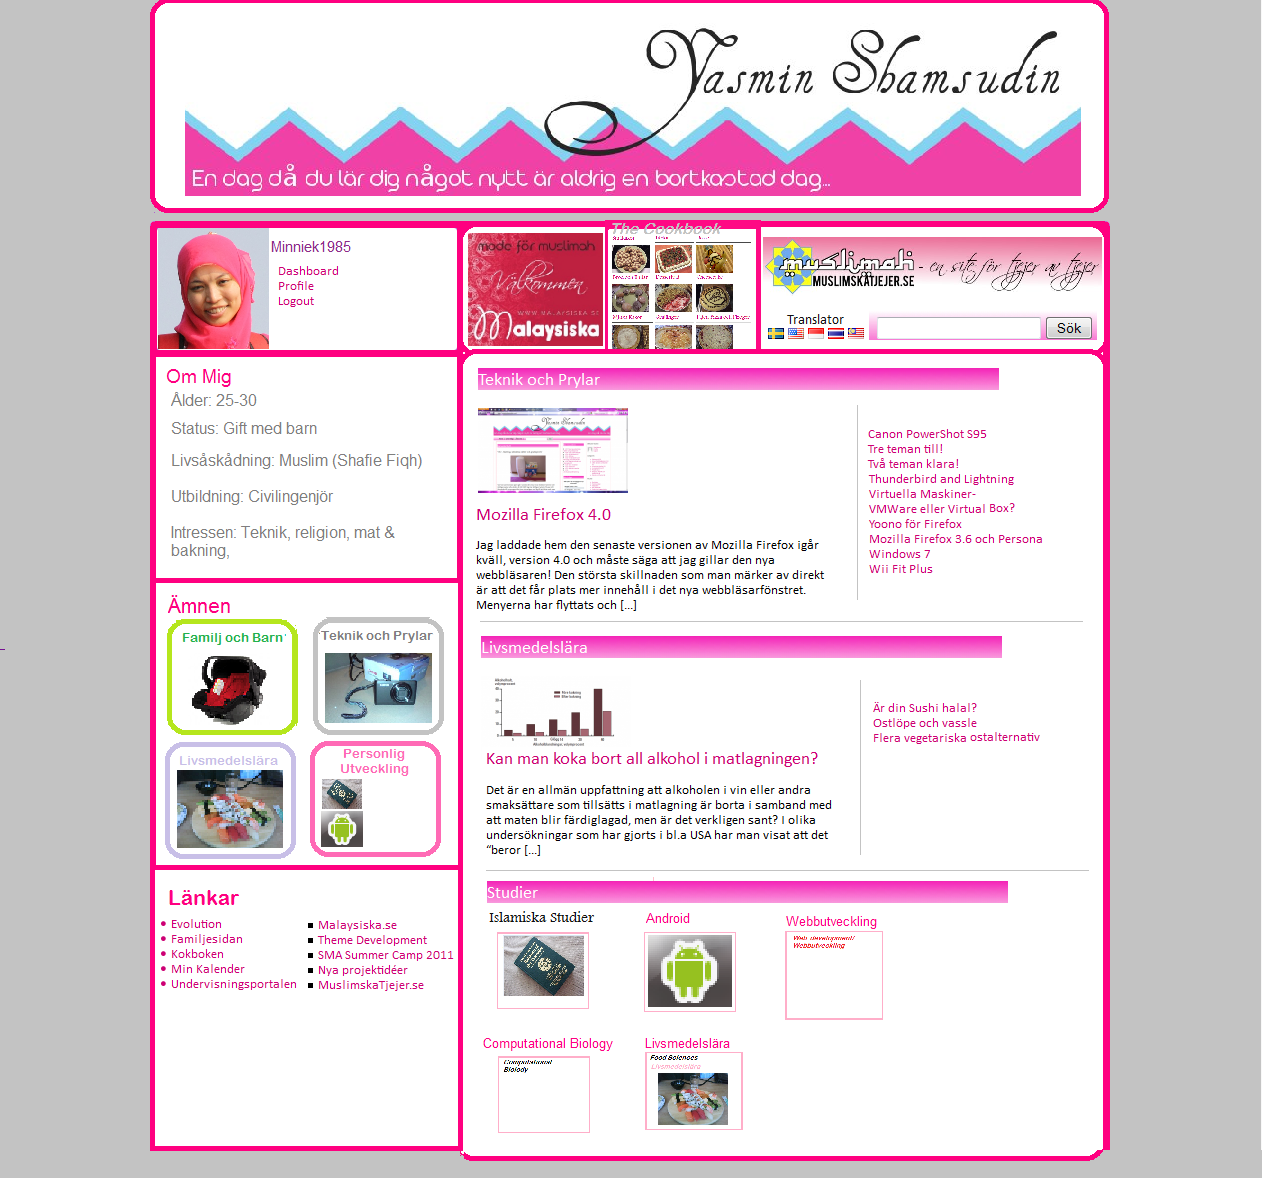 Yasmin Shamsudin
En dag då du lär dig något nytt är aldrig en bortkastad dag...
Minniek1985
Dashboard
Profile
Logout
mode för muslimah
Välkommen
WWW.MALAYSISKA.SE
Malaysiska
The Cookbook
muslimah - en site för tjejer av tjejer
MUSLIMSKATJEJER.SE
Translator
Sök
Om Mig
Ålder: 25-30
Status: Gift med barn
Livsåskådning: Muslim (Shafie Fiqh)
Utbildning: Civilingenjör
Intressen: Teknik, religion, mat &
bakning,
Ämnen
Familj och Barn
Teknik och Prylar
Livsmedelslära
Personlig
Utveckling
Länkar
Evolution
Familjesidan
Kokboken
Min Kalender
Undervisningsportalen
Malaysiska.se
Theme Development
SMA Summer Camp 2011
Nya projektidéer
MuslimskaTjejer.se
Teknik och Prylar
Mozilla Firefox 4.0
Jag laddade hem den senaste versionen av Mozilla Firefox igår
kväll, version 4.0 och måste säga att jag gillar den nya
webbläsaren! Den största skillnaden som man märker av direkt
är att det får plats mer innehåll i det nya webbläsarfönstret.
Menyerna har flyttats och [...]
Canon PowerShot S95
Tre teman till!
Två teman klara!
Thunderbird and Lightning
Virtuella Maskiner-
VMWare eller Virtual Box?
Yoono för Firefox
Mozilla Firefox 3.6 och Persona
Windows 7
Wii Fit Plus
Livsmedelslära
Kan man koka bort all alkohol i matlagningen?
Det är en allmän uppfattning att alkoholen i vin eller andra
smaksättare som tillsätts i matlagning är borta i samband med
att maten blir färdiglagad, men är det verkligen sant? I olika
undersökningar som har gjorts i bl.a USA har man visat att det
“beror [...]
Är din Sushi halal?
Ostlöpe och vassle
Flera vegetariska ostalternativ
Studier
Islamiska Studier
Android
Webbutveckling
Web development/
Webbutveckling
Computational Biology
Computational
Biolody
Livsmedelslära
Food Sciences
Livsmedelslära